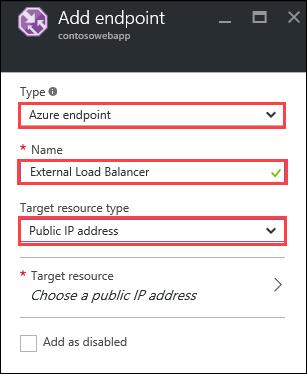 Add endpoint
contosowebapp
Type
Azure endpoint
* Name
External Load Balancer
Target resource type
Public IP address
* Target resource
Choose a public IP address
Add as disabled